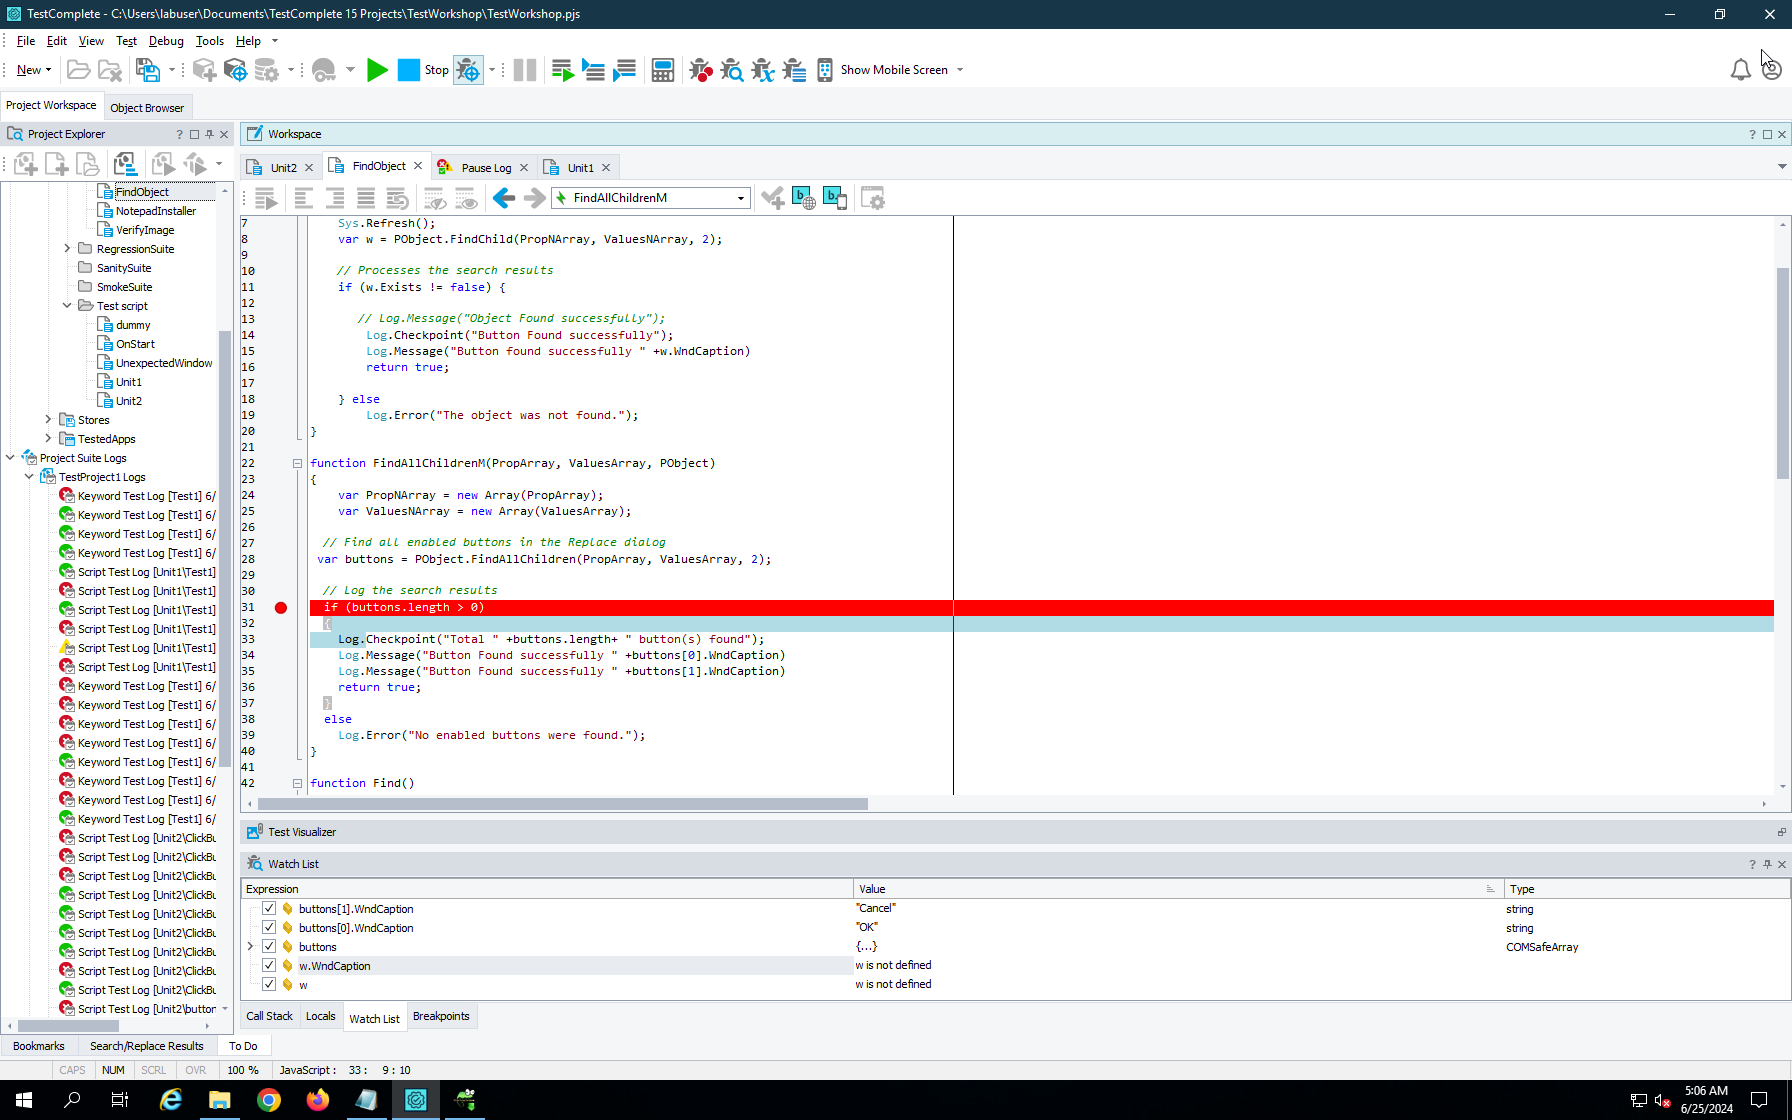 TestComplete - C:\Users\labuser\Documents\TestComplete 15 Projects\TestWorkshop\TestWorkshop.pjs
File Edit View Test Debug Tools Help
New Stop Show Mobile Screen
Project Workspace Object Browser
Project Explorer ?
Workspace ?
Unit2 FindObject Pause Log Unit1
FindAllChildrenM
FindObject
NotepadInstaller
VerifyImage
RegressionSuite
SanitySuite
SmokeSuite
Test script
dummy
OnStart
UnexpectedWindow
Unit1
Unit2
Stores
TestedApps
Project Suite Logs
TestProject1 Logs
Keyword Test Log [Test1] 6/
Keyword Test Log [Test1] 6/
Keyword Test Log [Test1] 6/
Keyword Test Log [Test1] 6/
Script Test Log [Unit1\Test1]
Script Test Log [Unit1\Test1]
Script Test Log [Unit1\Test1]
Script Test Log [Unit1\Test1]
Script Test Log [Unit1\Test1]
Script Test Log [Unit1\Test1]
Keyword Test Log [Test1] 6/
Keyword Test Log [Test1] 6/
Keyword Test Log [Test1] 6/
Keyword Test Log [Test1] 6/
Keyword Test Log [Test1] 6/
Keyword Test Log [Test1] 6/
Keyword Test Log [Test1] 6/
Keyword Test Log [Test1] 6/
Script Test Log [Unit2\ClickBu
Script Test Log [Unit2\ClickBu
Script Test Log [Unit2\ClickBu
Script Test Log [Unit2\ClickBu
Script Test Log [Unit2\ClickBu
Script Test Log [Unit2\ClickBu
Script Test Log [Unit2\ClickBu
Script Test Log [Unit2\ClickBu
Script Test Log [Unit2\ClickBu
Script Test Log [Unit2\button
7 Sys.Refresh();
8 var w = PObject.FindChild(PropNArray, ValuesNArray, 2);
9
10 // Processes the search results
11 if (w.Exists != false) {
12
13 // Log.Message("Object Found successfully");
14 Log.Checkpoint("Button Found successfully");
15 Log.Message("Button found successfully " +w.WndCaption)
16 return true;
17
18 } else
19 Log.Error("The object was not found.");
20 }
21
22 function FindAllChildrenM(PropArray, ValuesArray, PObject)
23 {
24 var PropNArray = new Array(PropArray);
25 var ValuesNArray = new Array(ValuesArray);
26
27 // Find all enabled buttons in the Replace dialog
28 var buttons = PObject.FindAllChildren(PropArray, ValuesArray, 2);
29
30 // Log the search results
31 if (buttons.length > 0)
32 {
33 Log.Checkpoint("Total " +buttons.length+ " button(s) found");
34 Log.Message("Button Found successfully " +buttons[0].WndCaption)
35 Log.Message("Button Found successfully " +buttons[1].WndCaption)
36 return true;
37 }
38 else
39 Log.Error("No enabled buttons were found.");
40 }
41
42 function Find()
Test Visualizer
Watch List ?
Expression Value Type
buttons[1].WndCaption "Cancel" string
buttons[0].WndCaption "OK" string
buttons {...} COMSafeArray
w.WndCaption w is not defined
w w is not defined
Call Stack Locals Watch List Breakpoints
Bookmarks Search/Replace Results To Do
CAPS NUM SCRL OVR 100 % JavaScript : 33 : 9 : 10
5:06 AM
6/25/2024